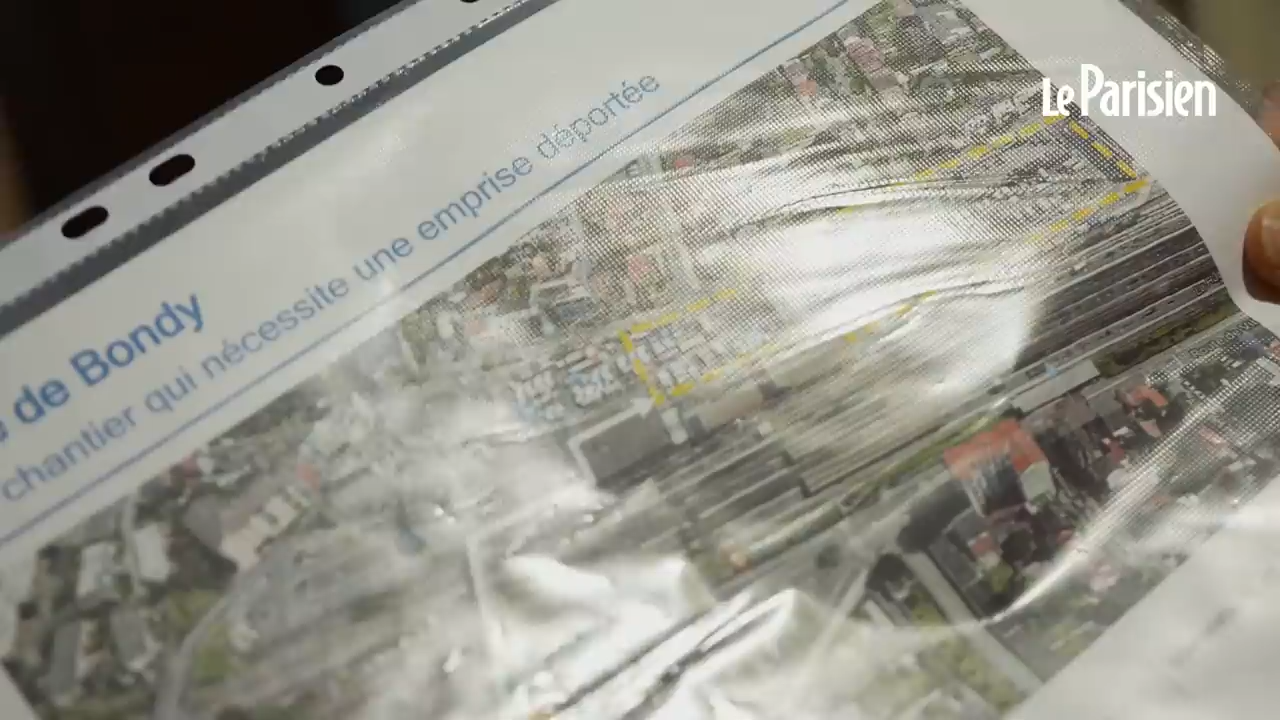 Le Parisien
de Bondy
chantier qui nécessite une emprise déportée